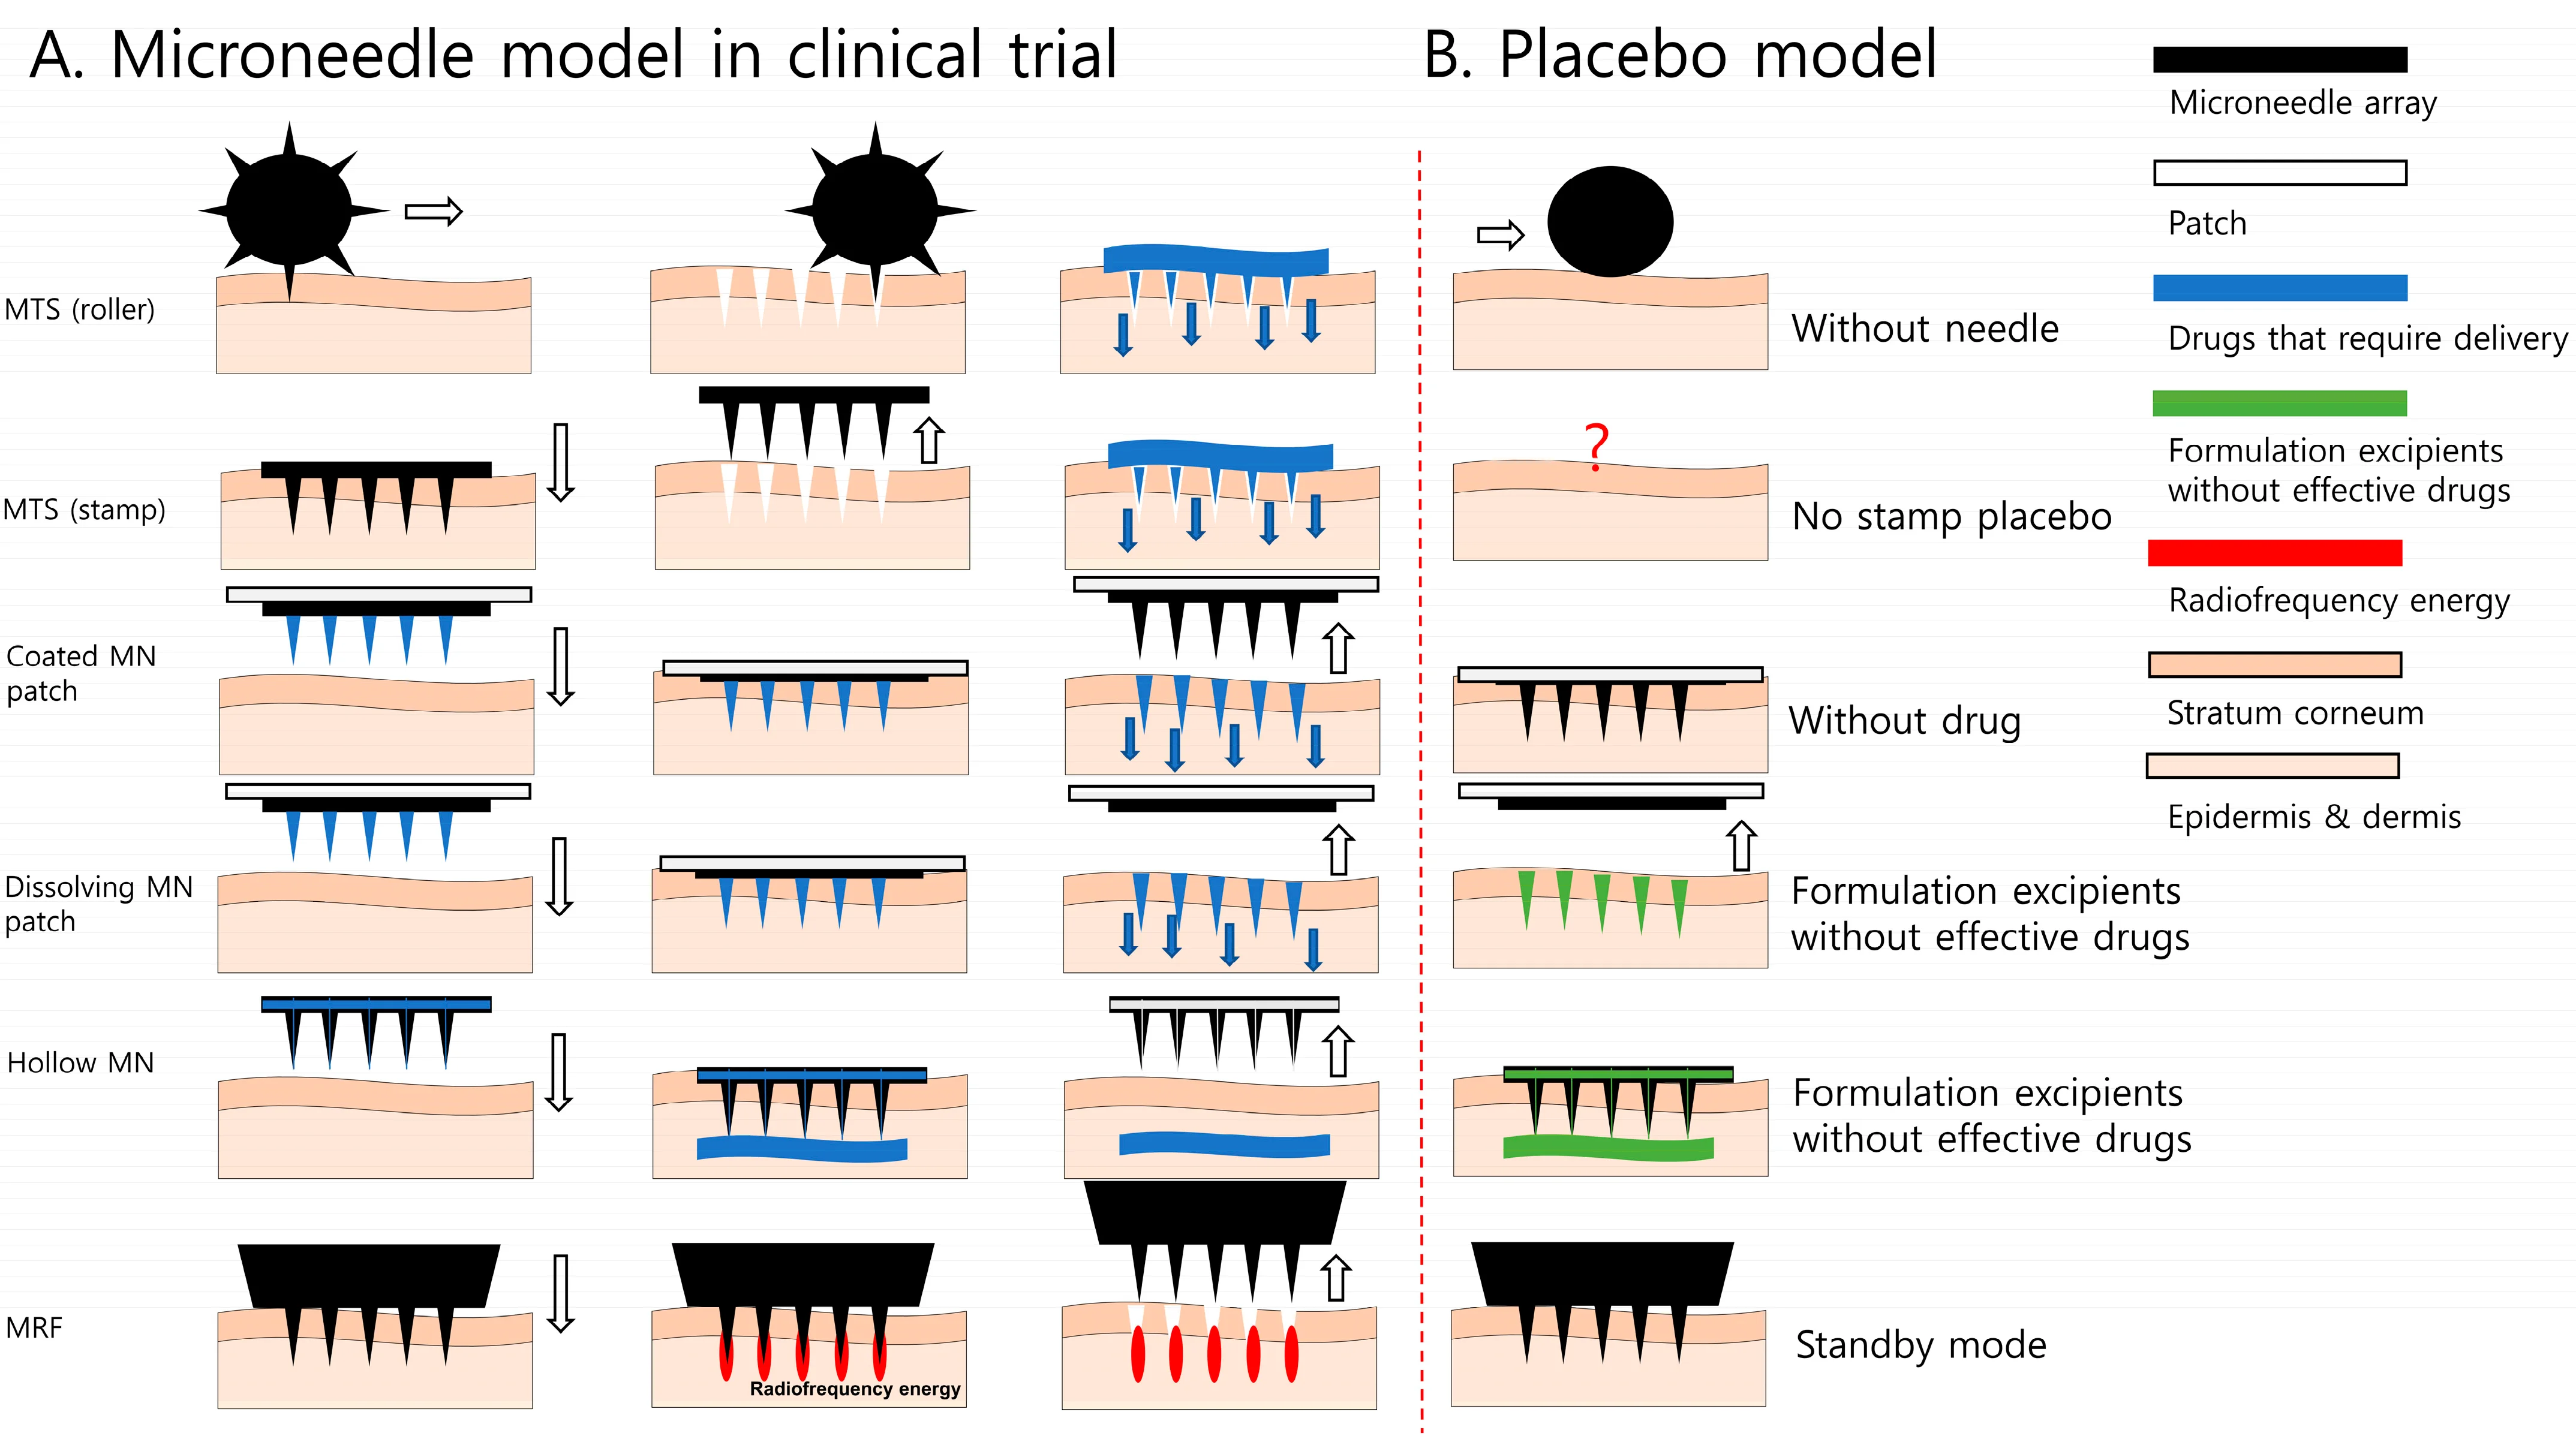 A. Microneedle model in clinical trial
B. Placebo model
Microneedle array
Patch
Drugs that require delivery
Formulation excipients
without effective drugs
Radiofrequency energy
Stratum corneum
Epidermis & dermis
MTS (roller)
Without needle
MTS (stamp)
?
No stamp placebo
Coated MN
patch
Without drug
Dissolving MN
patch
Formulation excipients
without effective drugs
Hollow MN
Formulation excipients
without effective drugs
MRF
Radiofrequency energy
Standby mode